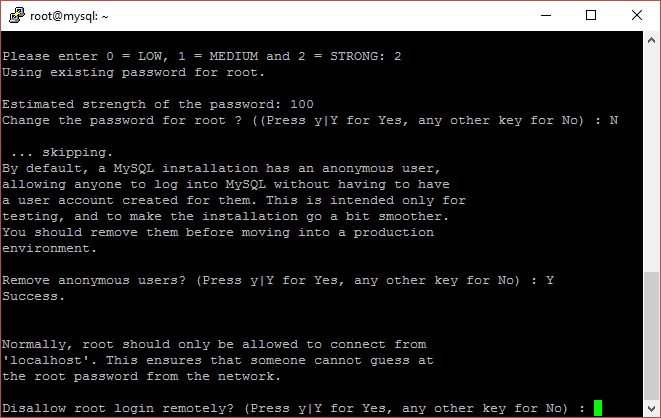 root@mysql: ~
Please enter 0 = LOW, 1 = MEDIUM and 2 = STRONG: 2
Using existing password for root.
Estimated strength of the password: 100
Change the password for root ? ((Press y|Y for Yes, any other key for No) : N
... skipping.
By default, a MySQL installation has an anonymous user,
allowing anyone to log into MySQL without having to have
a user account created for them. This is intended only for
testing, and to make the installation go a bit smoother.
You should remove them before moving into a production
environment.
Remove anonymous users? (Press y|Y for Yes, any other key for No) : Y
Success.
Normally, root should only be allowed to connect from
'localhost'. This ensures that someone cannot guess at
the root password from the network.
Disallow root login remotely? (Press y|Y for Yes, any other key for No) :